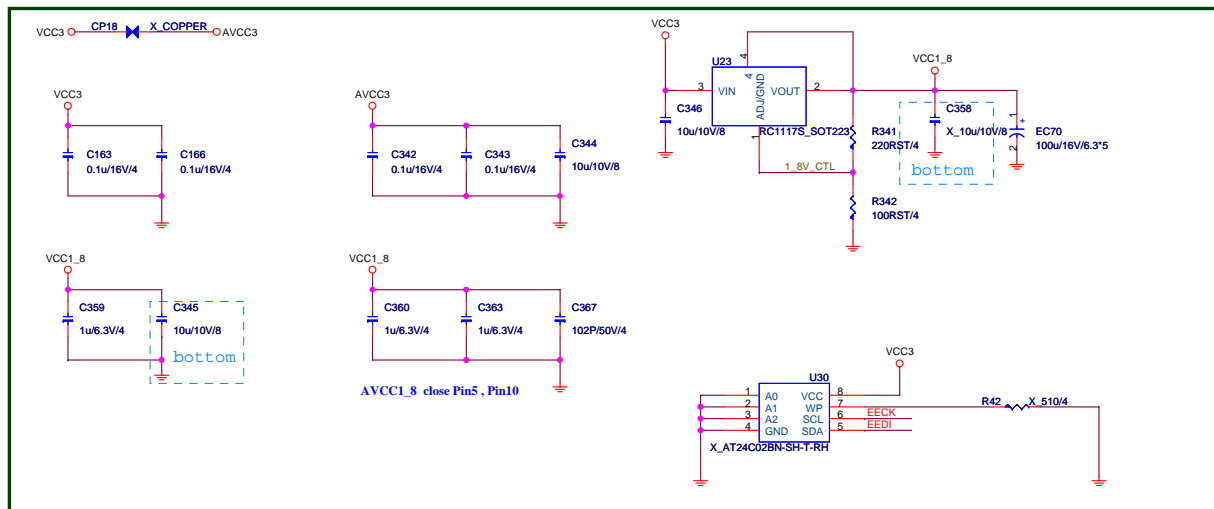 VCC3 CP18 X_COPPER AVCC3
VCC3
C163
0.1u/16V/4
C166
0.1u/16V/4
AVCC3
C342
0.1u/16V/4
C343
0.1u/16V/4
C344
10u/10V/8
VCC3
C346
10u/10V/8
U23
4
4
3 VIN
ADJ/GND
VOUT 2
1
RC1117S_SOT223
1_8V_CTL
R341
220RST/4
R342
100RST/4
VCC1_8
C358
X_10u/10V/8
bottom
1
+
2
EC70
100u/16V/6.3*5
VCC1_8
C359
1u/6.3V/4
C345
10u/10V/8
bottom
VCC1_8
C360
1u/6.3V/4
C363
1u/6.3V/4
C367
102P/50V/4
AVCC1_8 close Pin5 , Pin10
VCC3
U30
1 A0 VCC 8
2 A1 WP 7
3 A2 SCL 6 EECK
4 GND SDA 5 EEDI
X_AT24C02BN-SH-T-RH
R42 X_510/4